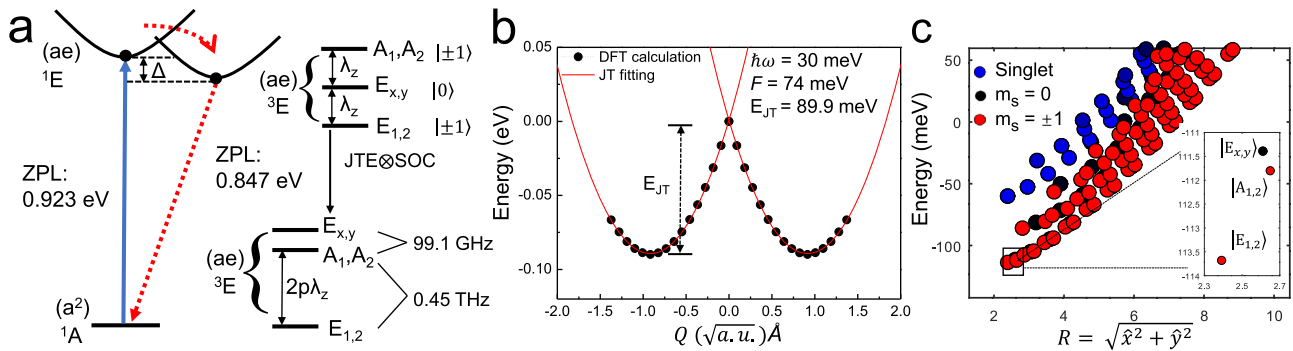 a
(ae)
¹E
Δ
ZPL:
0.923 eV
ZPL:
0.847 eV
(a²)
¹A
A₁,A₂ |±1⟩
(ae)
³E
λz
Eₓ,ᵧ |0⟩
λz
E₁,₂ |±1⟩
JTE⊗SOC
Eₓ,ᵧ
(ae)
³E
A₁,A₂
99.1 GHz
2pλz
0.45 THz
E₁,₂
b
DFT calculation
JT fitting
ħω = 30 meV
F = 74 meV
E_JT = 89.9 meV
E_JT
Energy (eV)
0.05
0.00
-0.05
-0.10
-2.0 -1.5 -1.0 -0.5 0.0 0.5 1.0 1.5 2.0
Q (√a.u.)Å
c
Singlet
mₛ = 0
mₛ = ±1
Energy (meV)
50
0
-50
-100
2 4 6 8 10
R = √x̂² + ŷ²
|Eₓ,ᵧ⟩
|A₁,₂⟩
|E₁,₂⟩
-111
-111.5
-112
-112.5
-113
-113.5
-114
2.3 2.5 2.7